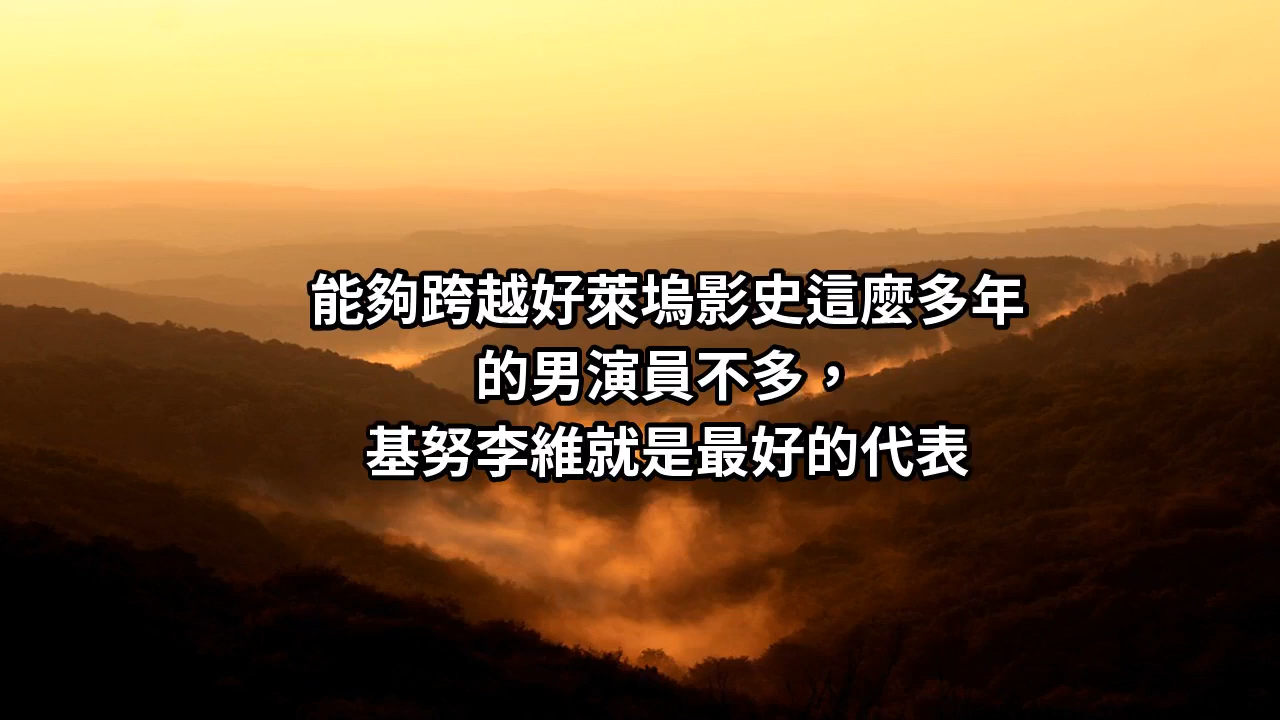 能夠跨越好萊塢影史這麼多年
的男演員不多，
基努李維就是最好的代表